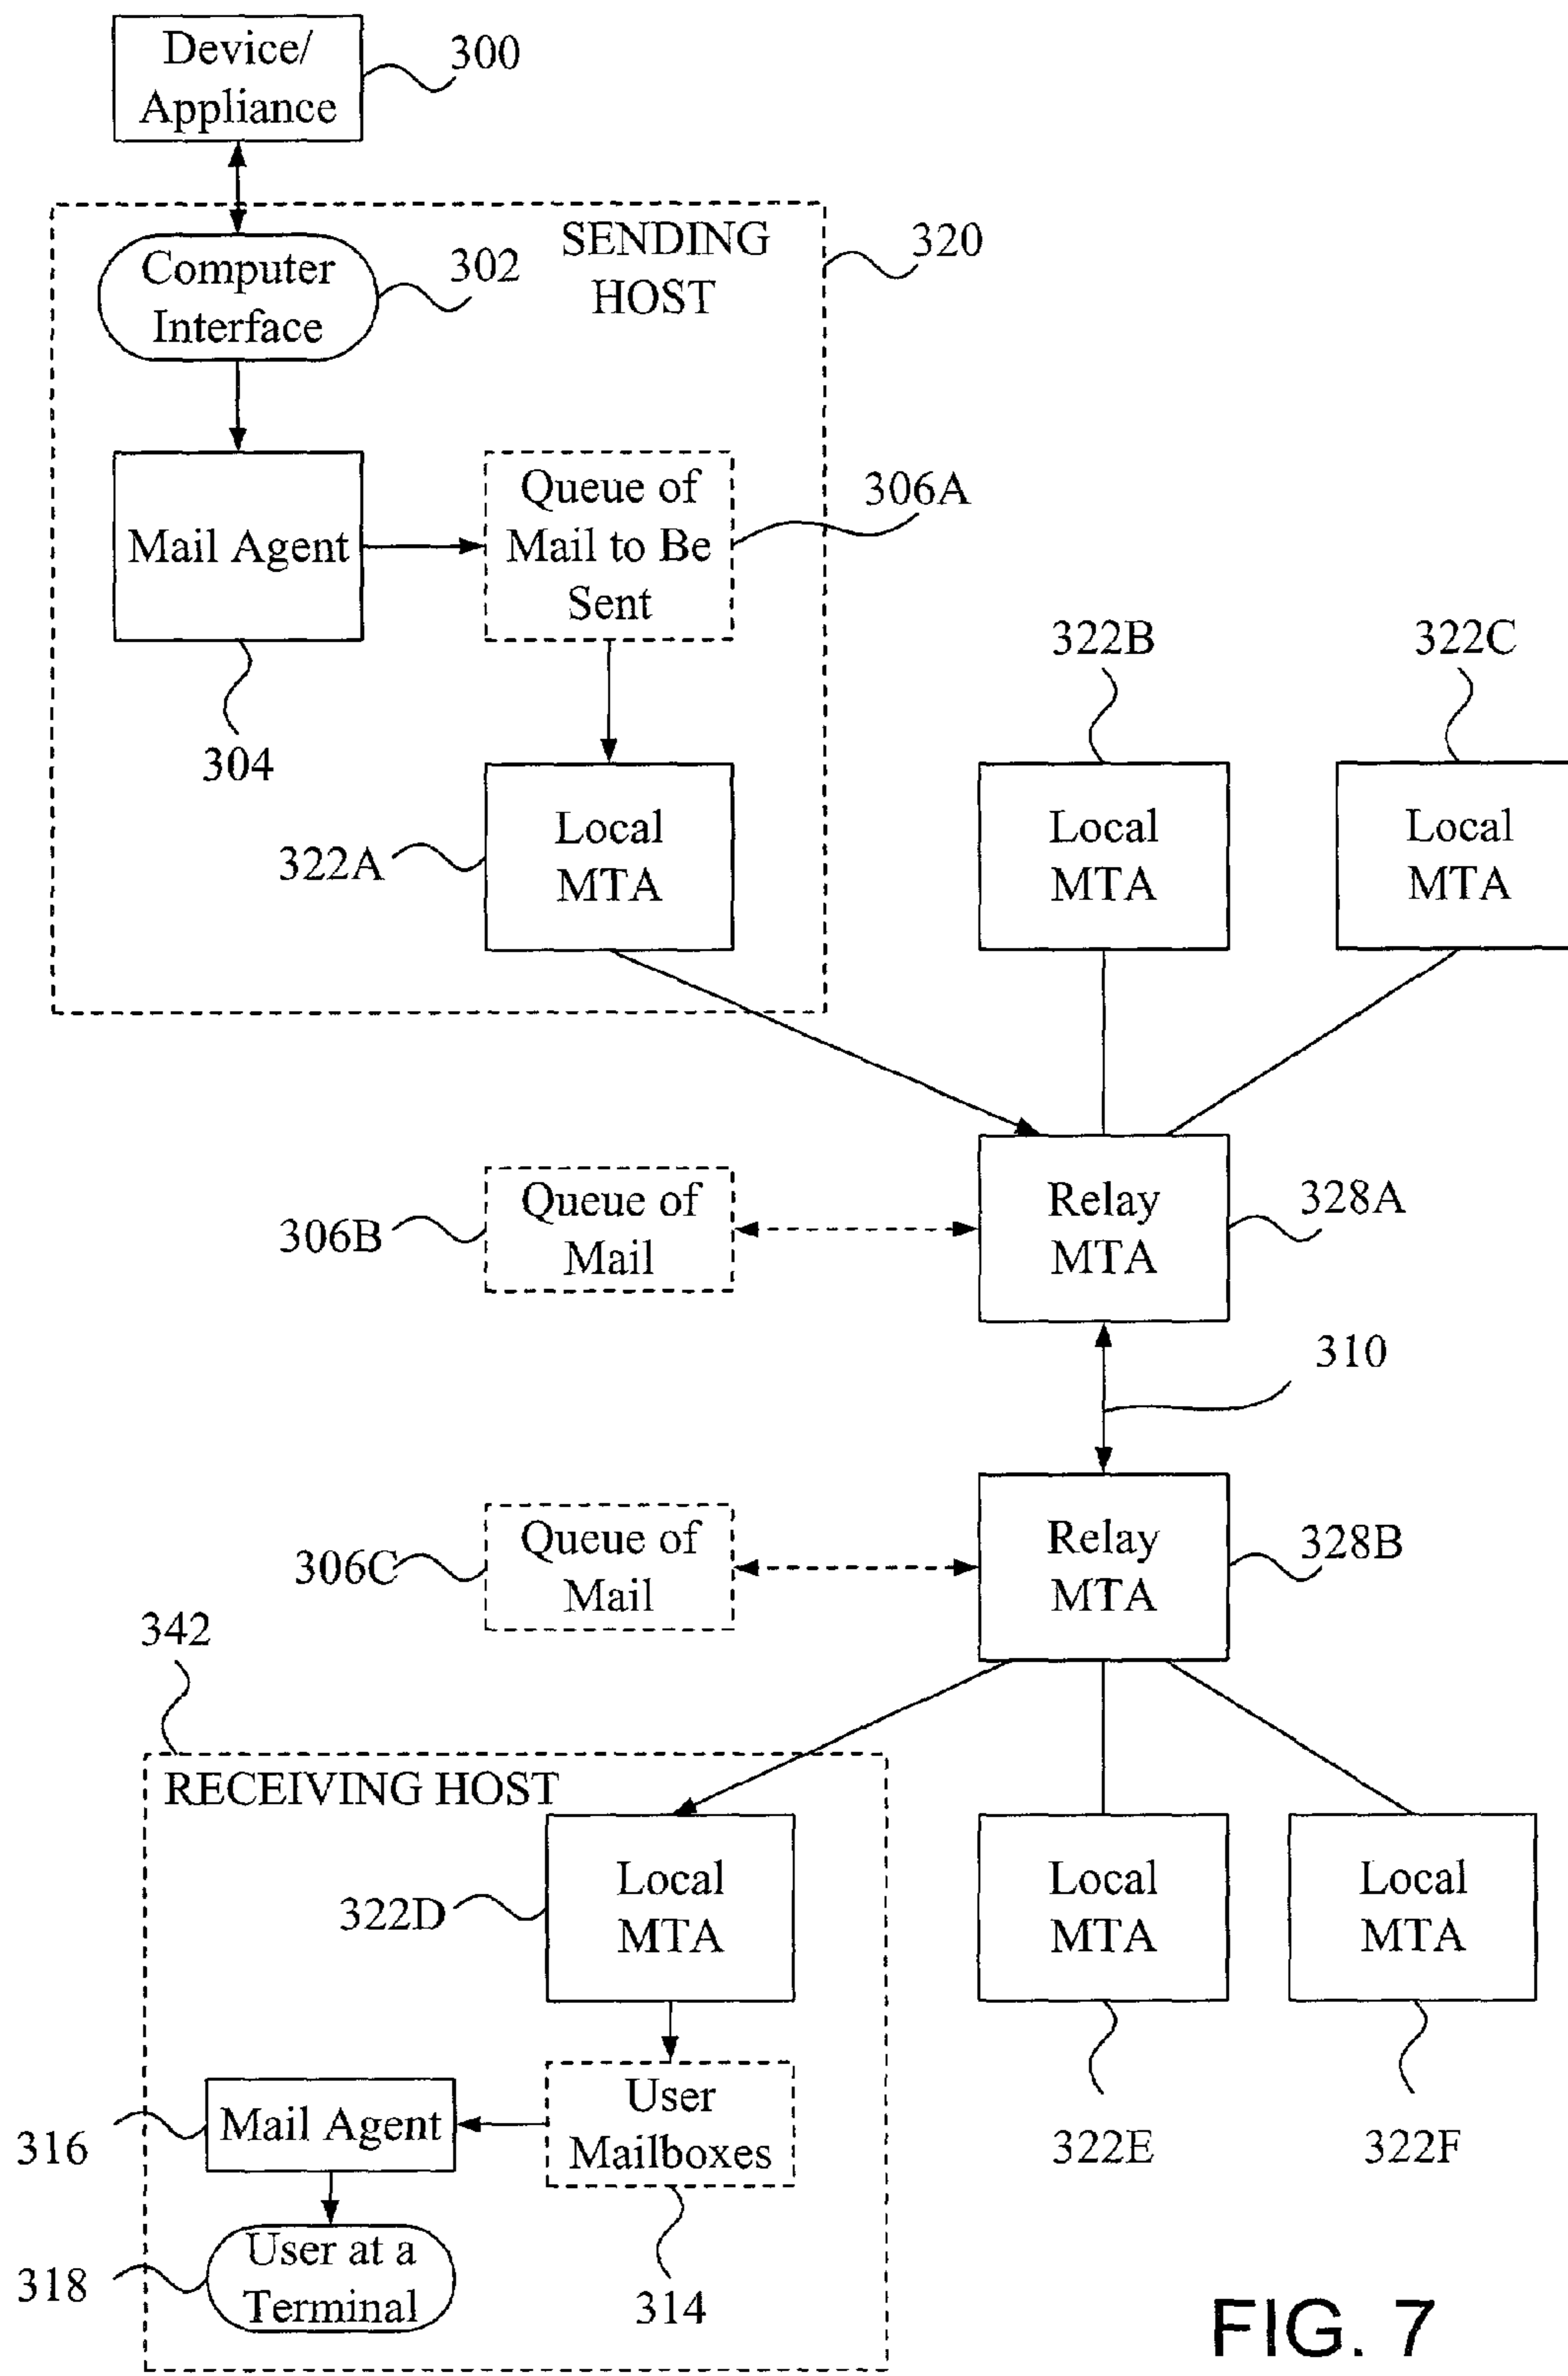 Device/
Appliance
300
SENDING
HOST
320
Computer
Interface
302
Mail Agent
304
Queue of
Mail to Be
Sent
306A
Local
MTA
322A
322B
Local
MTA
322C
Local
MTA
Queue of
Mail
306B
Relay
MTA
328A
310
Queue of
Mail
306C
Relay
MTA
328B
342
RECEIVING HOST
Local
MTA
322D
Local
MTA
322E
Local
MTA
322F
User
Mailboxes
314
Mail Agent
316
User at a
Terminal
318
FIG. 7